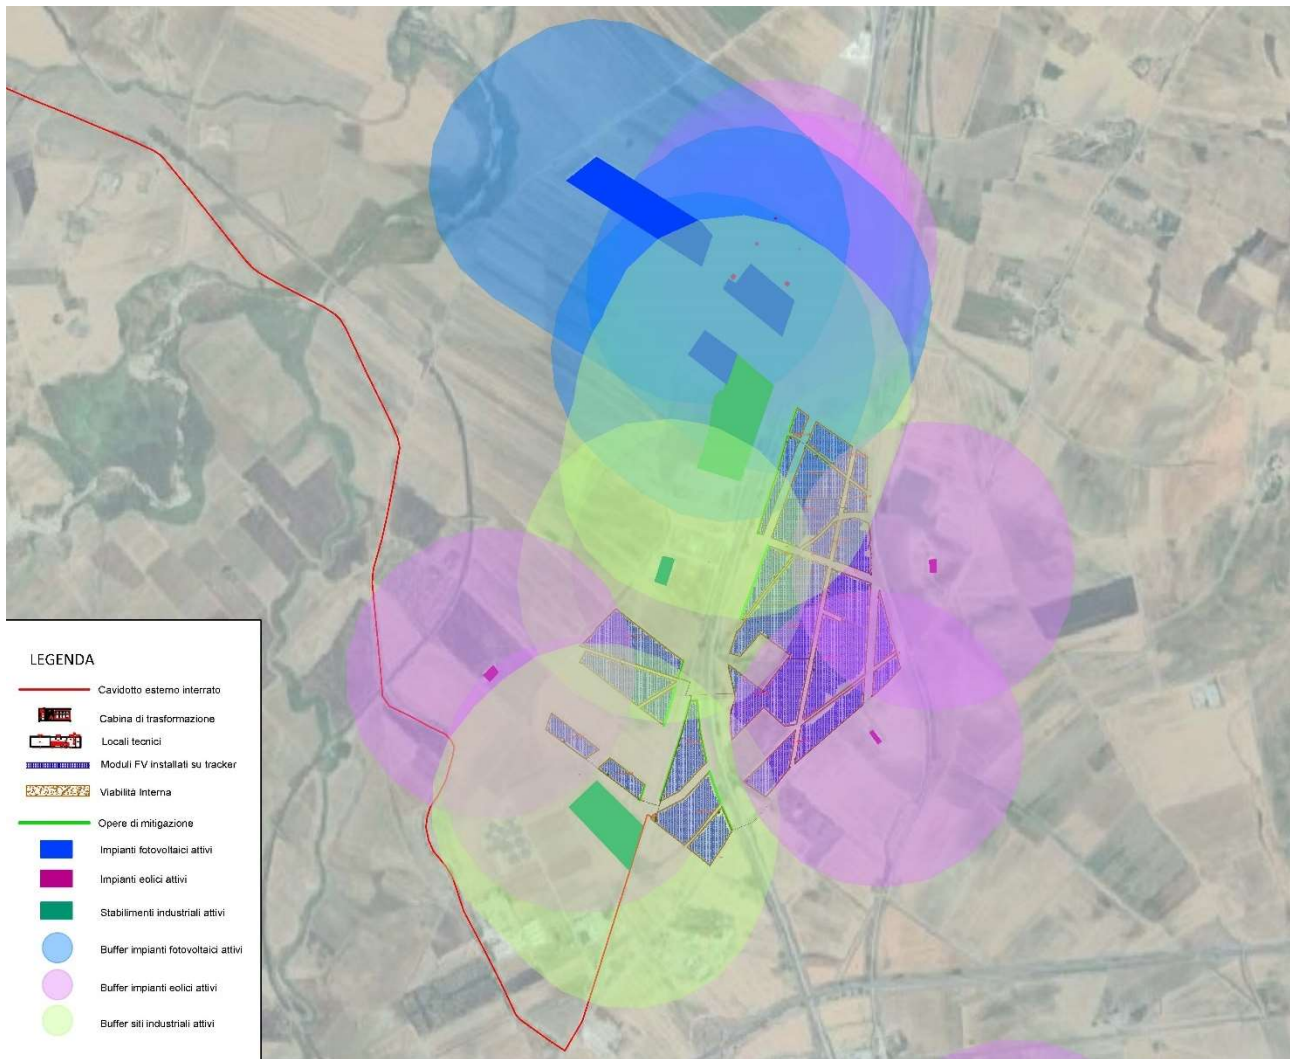 LEGENDA
Cavidotto esterno interrato
Cabina di trasformazione
Locali tecnici
Moduli FV installati su tracker
Viabilità Interna
Opere di mitigazione
Impianti fotovoltaici attivi
Impianti eolici attivi
Stabilimenti industriali attivi
Buffer impianti fotovoltaici attivi
Buffer impianti eolici attivi
Buffer siti industriali attivi